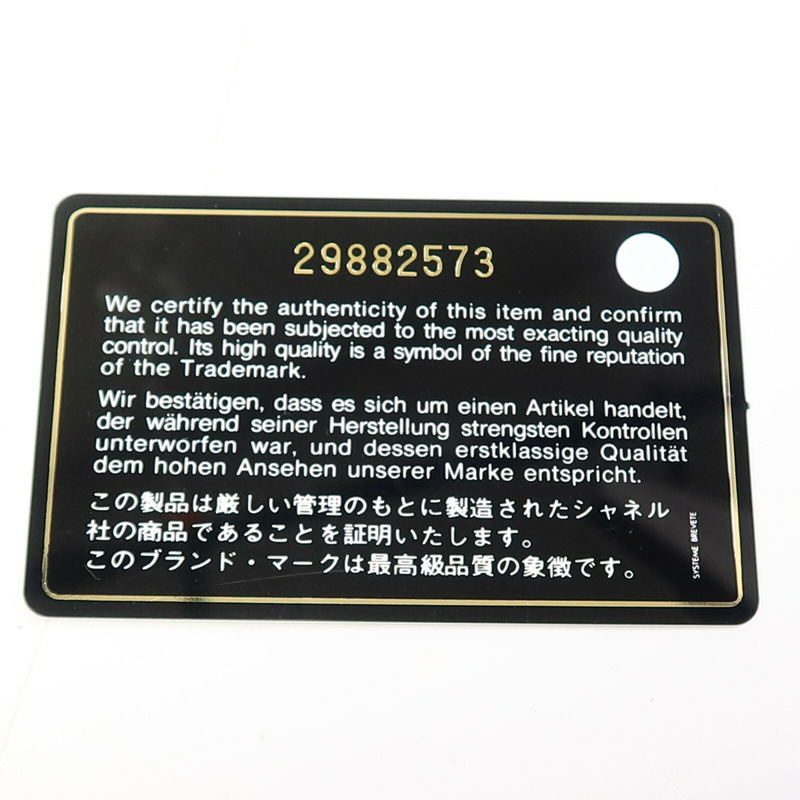 29882573
We certify the authenticity of this item and confirm
that it has been subjected to the most exacting quality
control. Its high quality is a symbol of the fine reputation
of the Trademark.
Wir bestätigen, dass es sich um einen Artikel handelt,
der während seiner Herstellung strengsten Kontrollen
unterworfen war, und dessen erstklassige Qualität
dem hohen Ansehen unserer Marke entspricht.
この製品は厳しい管理のもとに製造されたシャネル
社の商品であることを証明いたします。
このブランド・マークは最高級品質の象徴です。
SYSTEME BREVETE